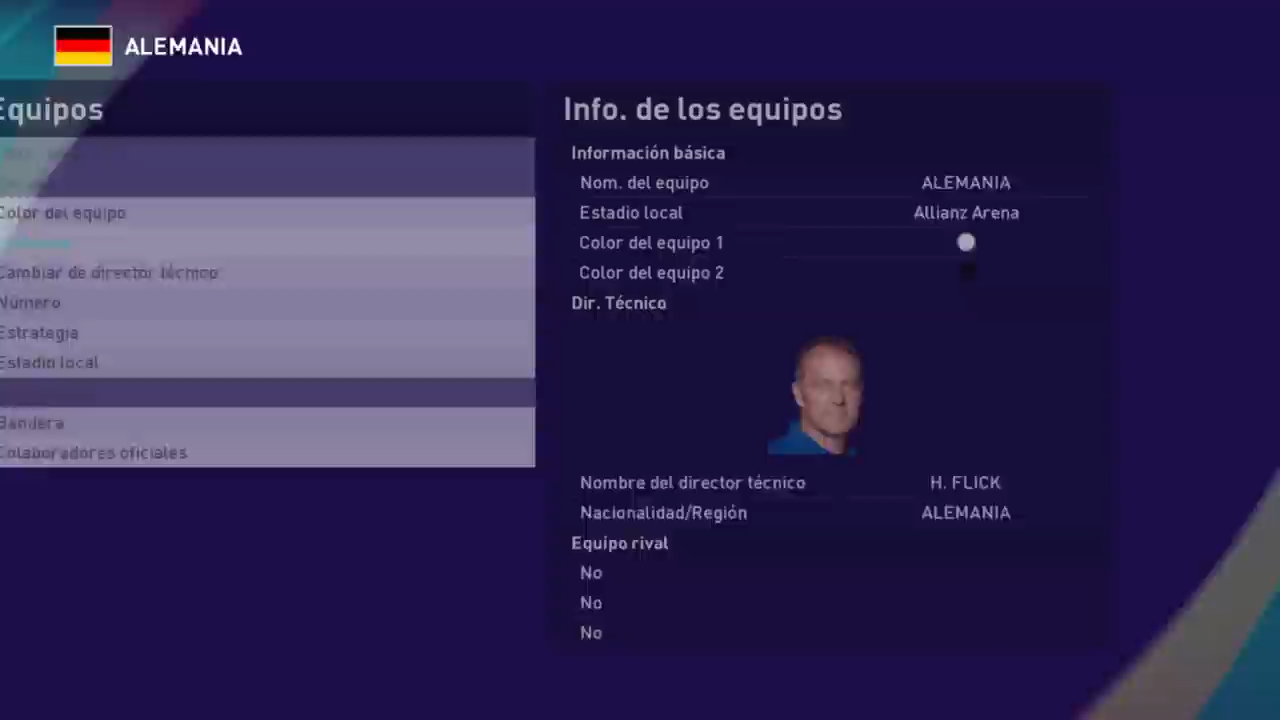 ALEMANIA
Equipos
Color del equipo
Cambiar de director técnico
Número
Estrategia
Estadio local
Bandera
Colaboradores oficiales
Info. de los equipos
Información básica
Nom. del equipo ALEMANIA
Estadio local Allianz Arena
Color del equipo 1
Color del equipo 2
Dir. Técnico
Nombre del director técnico H. FLICK
Nacionalidad/Región ALEMANIA
Equipo rival
No
No
No